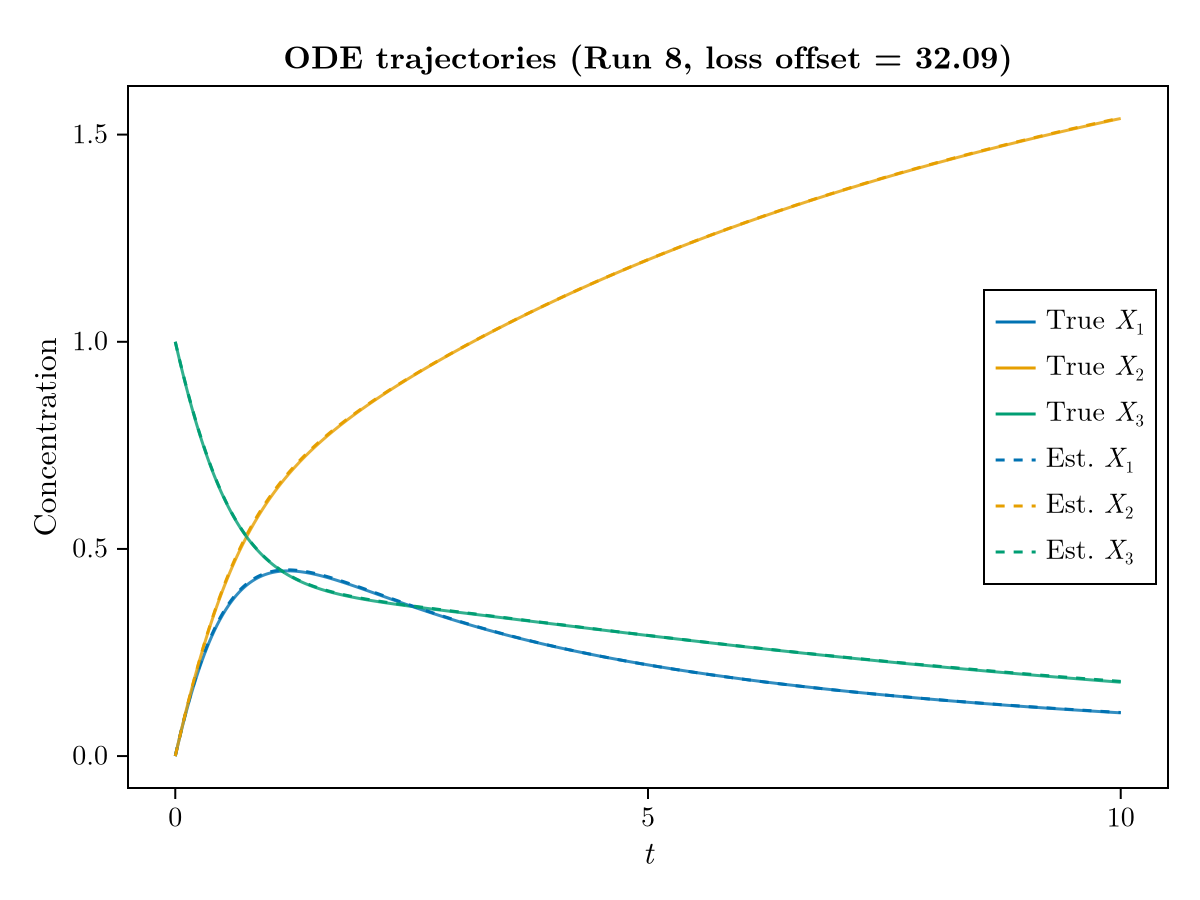 ODE trajectories (Run 8, loss offset = 32.09)
1.5
1.0
0.5
0.0
Concentration
0
5
10
t
True X₁
True X₂
True X₃
Est. X₁
Est. X₂
Est. X₃